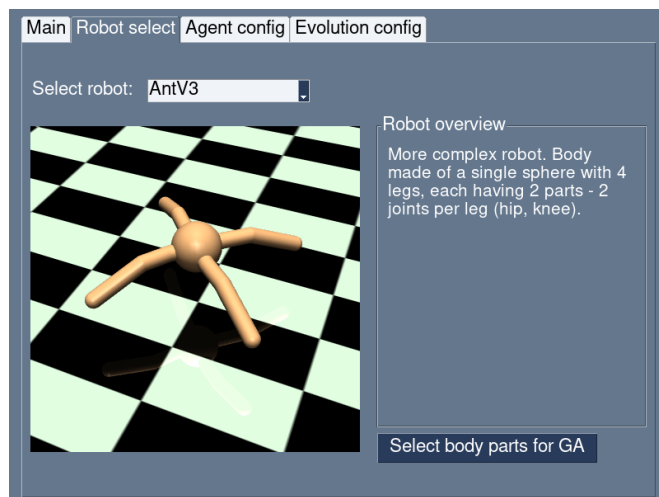 Main Robot select Agent config Evolution config
Select robot: AntV3
Robot overview
More complex robot. Body
made of a single sphere with 4
legs, each having 2 parts - 2
joints per leg (hip, knee).
Select body parts for GA